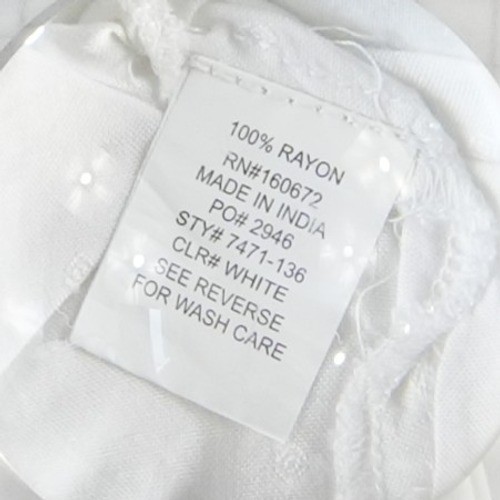 100% RAYON
RN#160672
MADE IN INDIA
PO# 2946
STY# 7471-136
CLR# WHITE
SEE REVERSE
FOR WASH CARE